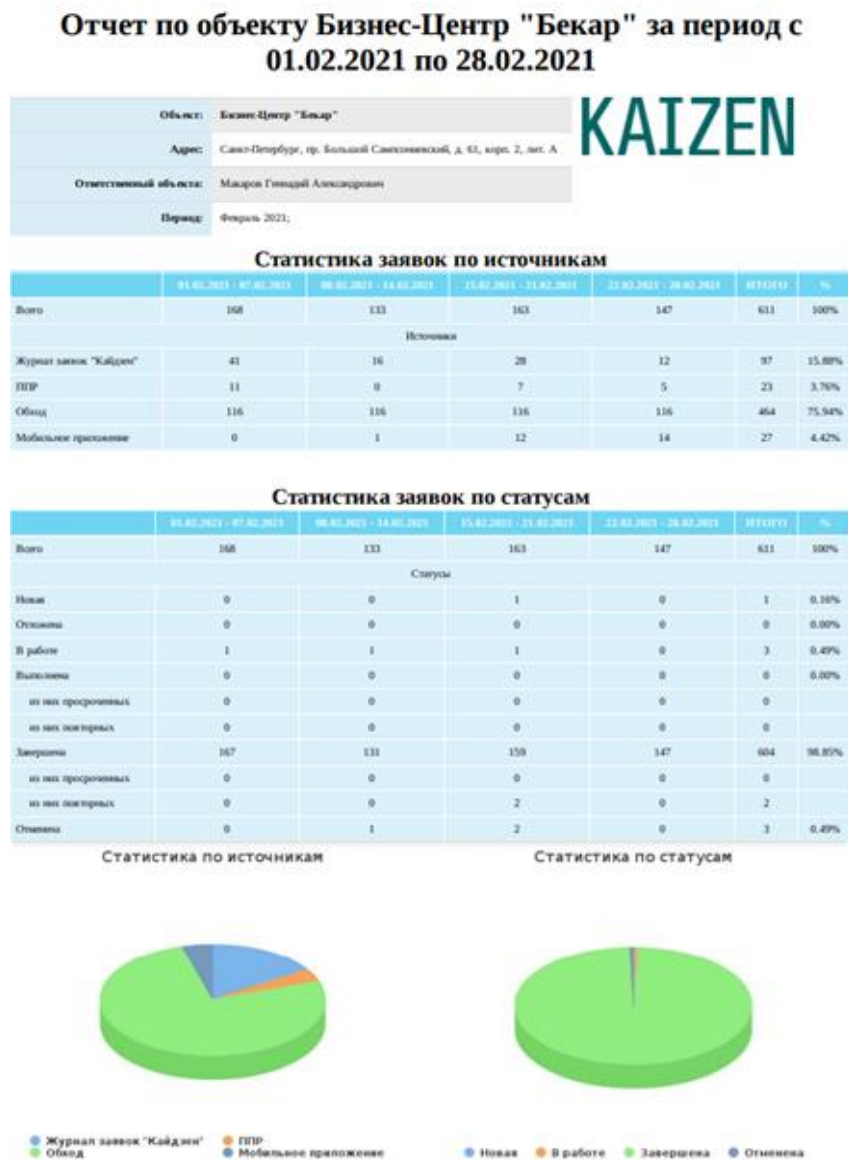 Отчет по объекту Бизнес-Центр "Бекар" за период с
01.02.2021 по 28.02.2021
KAIZEN
Объект: Бизнес-Центр "Бекар"
Адрес: Санкт-Петербург, пр. Большой Сампсониевский, д. 61, корп. 2, лит. А
Ответственный объекта: Макаров Геннадий Александрович
Период: Февраль 2021;
Статистика заявок по источникам
01.02.2021 - 07.02.2021 08.02.2021 - 14.02.2021 15.02.2021 - 21.02.2021 22.02.2021 - 28.02.2021 ИТОГО %
Всего 168 133 163 147 611 100%
Источники
Журнал заявок "Кайдзен" 41 16 28 12 97 15.88%
ППР 11 0 7 5 23 3.76%
Обход 116 116 116 116 464 75.94%
Мобильное приложение 0 1 12 14 27 4.42%
Статистика заявок по статусам
01.02.2021 - 07.02.2021 08.02.2021 - 14.02.2021 15.02.2021 - 21.02.2021 22.02.2021 - 28.02.2021 ИТОГО %
Всего 168 133 163 147 611 100%
Статусы
Новая 0 0 1 0 1 0.16%
Отложена 0 0 0 0 0 0.00%
В работе 1 1 1 0 3 0.49%
Выполнена 0 0 0 0 0 0.00%
из них просроченных 0 0 0 0 0
из них повторных 0 0 0 0 0
Завершена 167 131 159 147 604 98.85%
из них просроченных 0 0 0 0 0
из них повторных 0 0 2 0 2
Отменена 0 1 2 0 3 0.49%
Статистика по источникам
Статистика по статусам
Журнал заявок "Кайдзен" ППР
Обход Мобильное приложение
Новая В работе Завершена Отменена